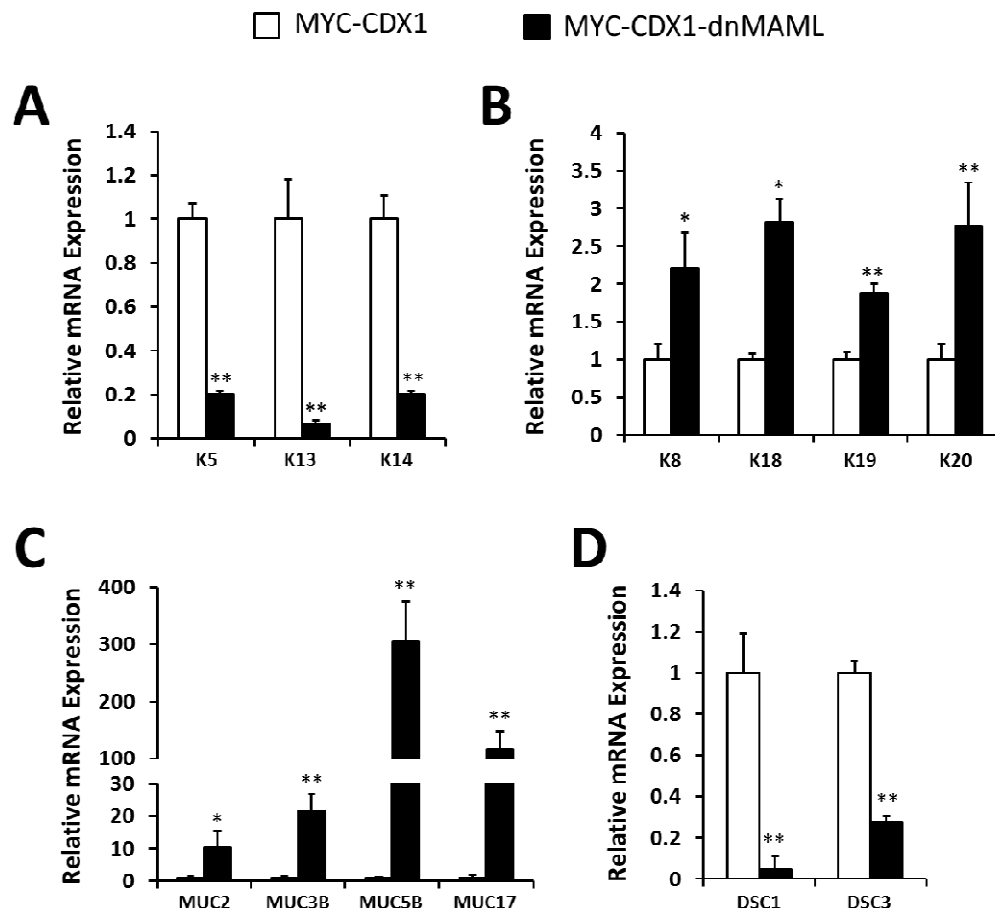 MYC-CDX1 MYC-CDX1-dnMAML
A
Relative mRNA Expression
1.4
1.2
1
0.8
0.6
0.4
0.2
0
** ** **
K5 K13 K14
B
Relative mRNA Expression
4
3.5
3
2.5
2
1.5
1
0.5
0
* * ** **
K8 K18 K19 K20
C
Relative mRNA Expression
400
300
200
100
30
20
10
0
* ** ** **
MUC2 MUC3B MUC5B MUC17
D
Relative mRNA Expression
1.4
1.2
1
0.8
0.6
0.4
0.2
0
** **
DSC1 DSC3